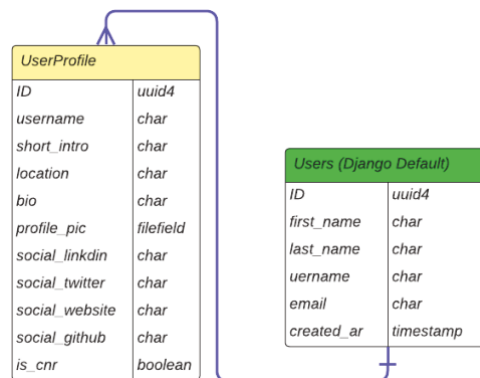 UserProfile
ID uuid4
username char
short_intro char
location char
bio char
profile_pic filefield
social_linkdin char
social_twitter char
social_website char
social_github char
is_cnr boolean
Users (Django Default)
ID uuid4
first_name char
last_name char
uername char
email char
created_ar timestamp